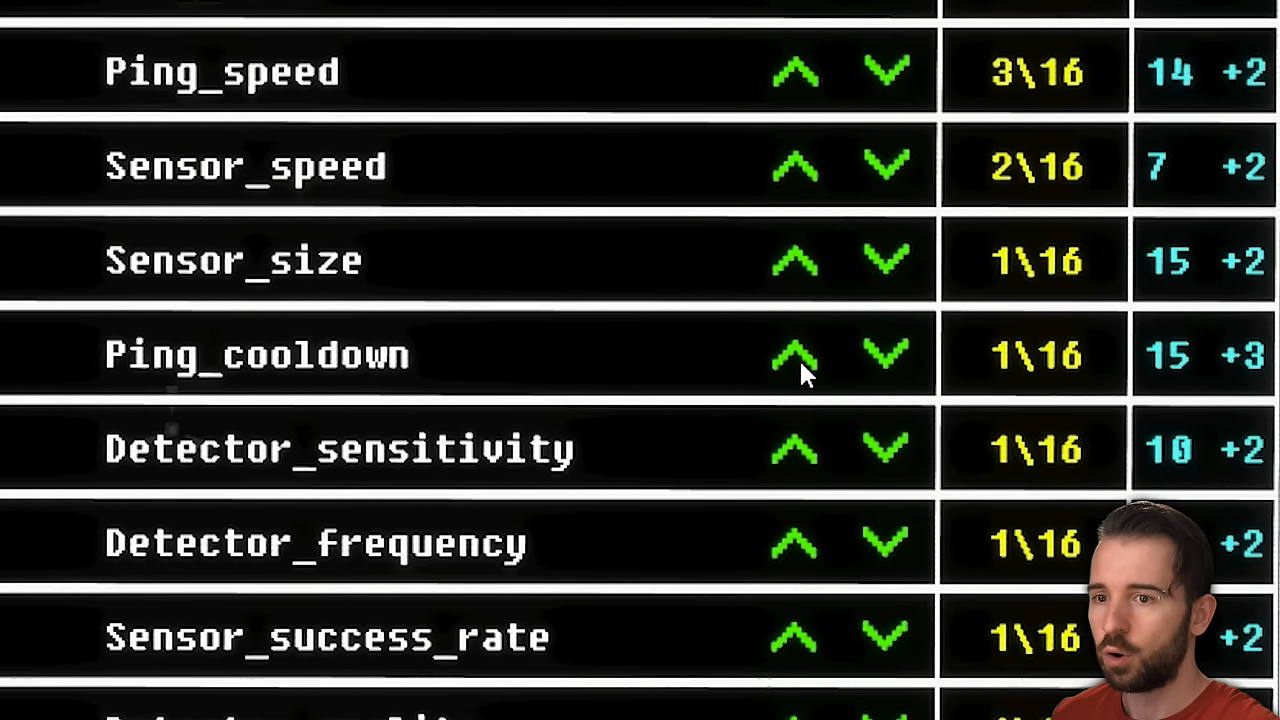 Ping_speed 3\16 14 +2
Sensor_speed 2\16 7 +2
Sensor_size 1\16 15 +2
Ping_cooldown 1\16 15 +3
Detector_sensitivity 1\16 10 +2
Detector_frequency 1\16 +2
Sensor_success_rate 1\16 +2